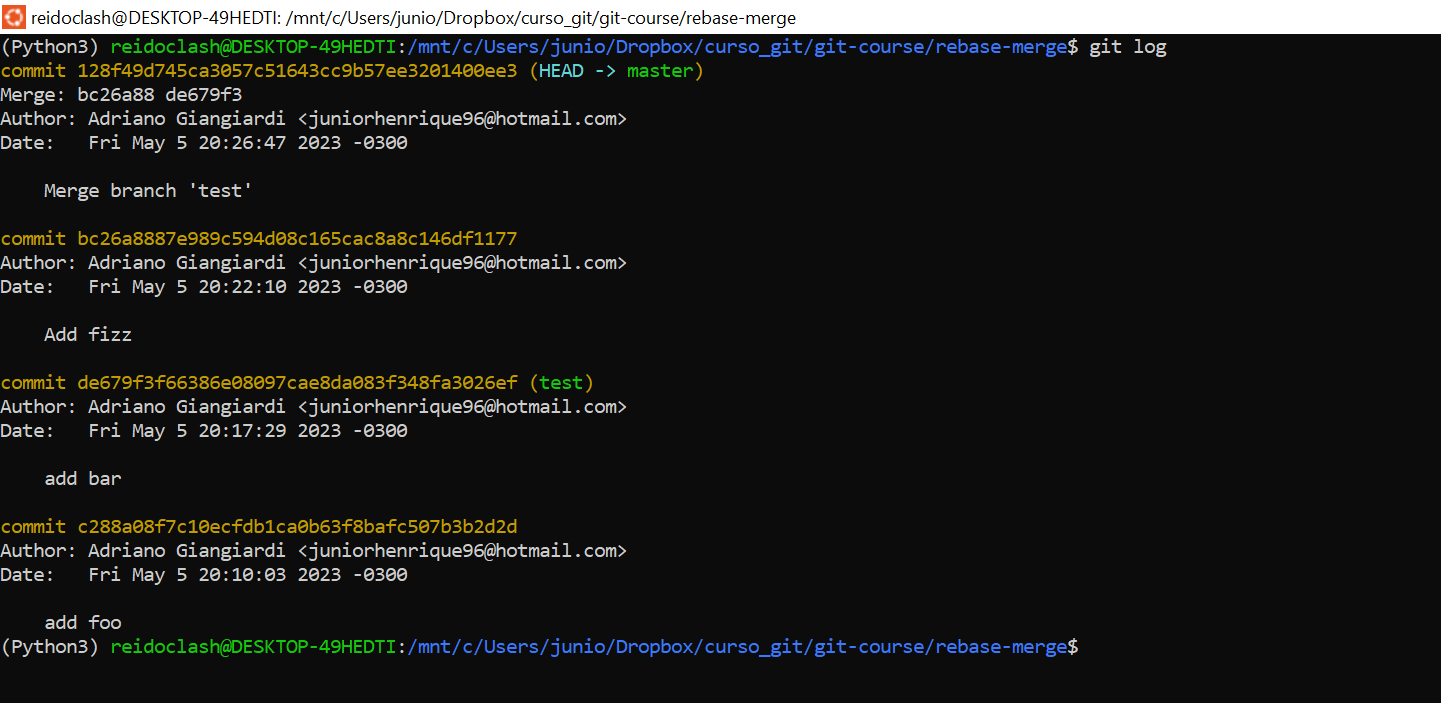 reidoclash@DESKTOP-49HEDTI: /mnt/c/Users/junio/Dropbox/curso_git/git-course/rebase-merge
(Python3) reidoclash@DESKTOP-49HEDTI:/mnt/c/Users/junio/Dropbox/curso_git/git-course/rebase-merge$ git log
commit 128f49d745ca3057c51643cc9b57ee3201400ee3 (HEAD -> master)
Merge: bc26a88 de679f3
Author: Adriano Giangiardi <juniorhenrique96@hotmail.com>
Date:   Fri May 5 20:26:47 2023 -0300

    Merge branch 'test'

commit bc26a8887e989c594d08c165cac8a8c146df1177
Author: Adriano Giangiardi <juniorhenrique96@hotmail.com>
Date:   Fri May 5 20:22:10 2023 -0300

    Add fizz

commit de679f3f66386e08097cae8da083f348fa3026ef (test)
Author: Adriano Giangiardi <juniorhenrique96@hotmail.com>
Date:   Fri May 5 20:17:29 2023 -0300

    add bar

commit c288a08f7c10ecfdb1ca0b63f8bafc507b3b2d2d
Author: Adriano Giangiardi <juniorhenrique96@hotmail.com>
Date:   Fri May 5 20:10:03 2023 -0300

    add foo
(Python3) reidoclash@DESKTOP-49HEDTI:/mnt/c/Users/junio/Dropbox/curso_git/git-course/rebase-merge$